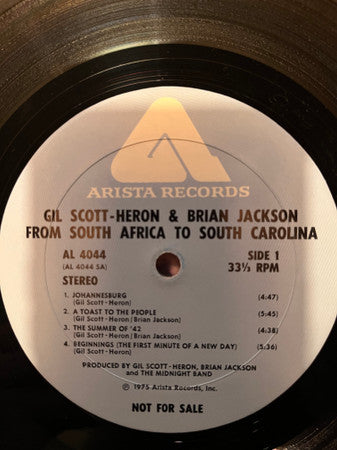 ARISTA RECORDS
GIL SCOTT-HERON & BRIAN JACKSON
FROM SOUTH AFRICA TO SOUTH CAROLINA
AL 4044 SIDE 1
(AL 4044 SA) 33⅓ RPM
STEREO
1. JOHANNESBURG (4:47)
(Gil Scott-Heron)
2. A TOAST TO THE PEOPLE (5:45)
(Gil Scott-Heron/Brian Jackson)
3. THE SUMMER OF '42 (4:38)
(Gil Scott-Heron/Brian Jackson)
4. BEGINNINGS (THE FIRST MINUTE OF A NEW DAY) (5:36)
(Gil Scott-Heron)
PRODUCED BY GIL SCOTT-HERON, BRIAN JACKSON
and THE MIDNIGHT BAND
Ⓟ 1975 Arista Records, Inc.
NOT FOR SALE